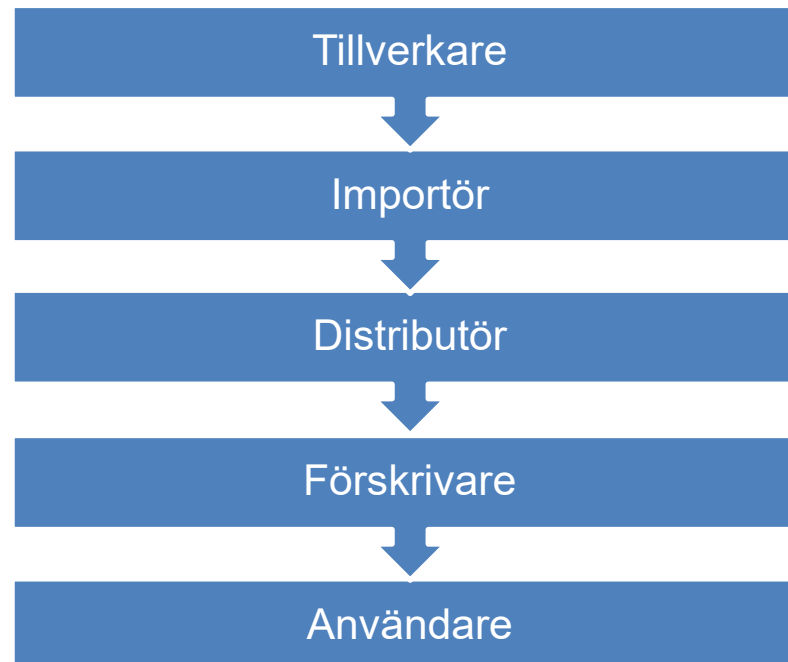 Tillverkare
Importör
Distributör
Förskrivare
Användare